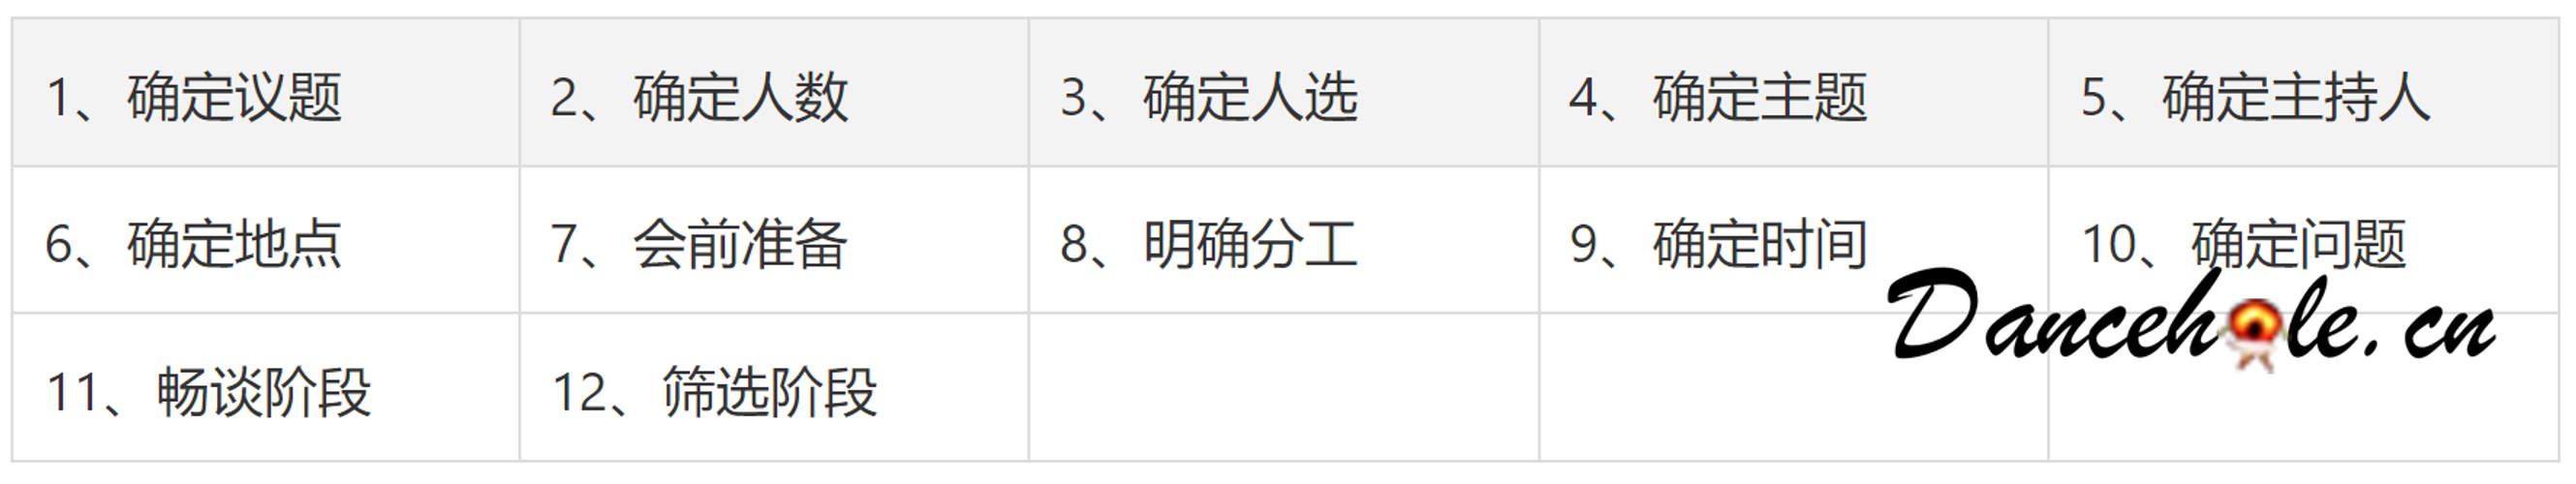 1、确定议题 2、确定人数 3、确定人选 4、确定主题 5、确定主持人
6、确定地点 7、会前准备 8、明确分工 9、确定时间 10、确定问题
11、畅谈阶段 12、筛选阶段
Dancehole.cn